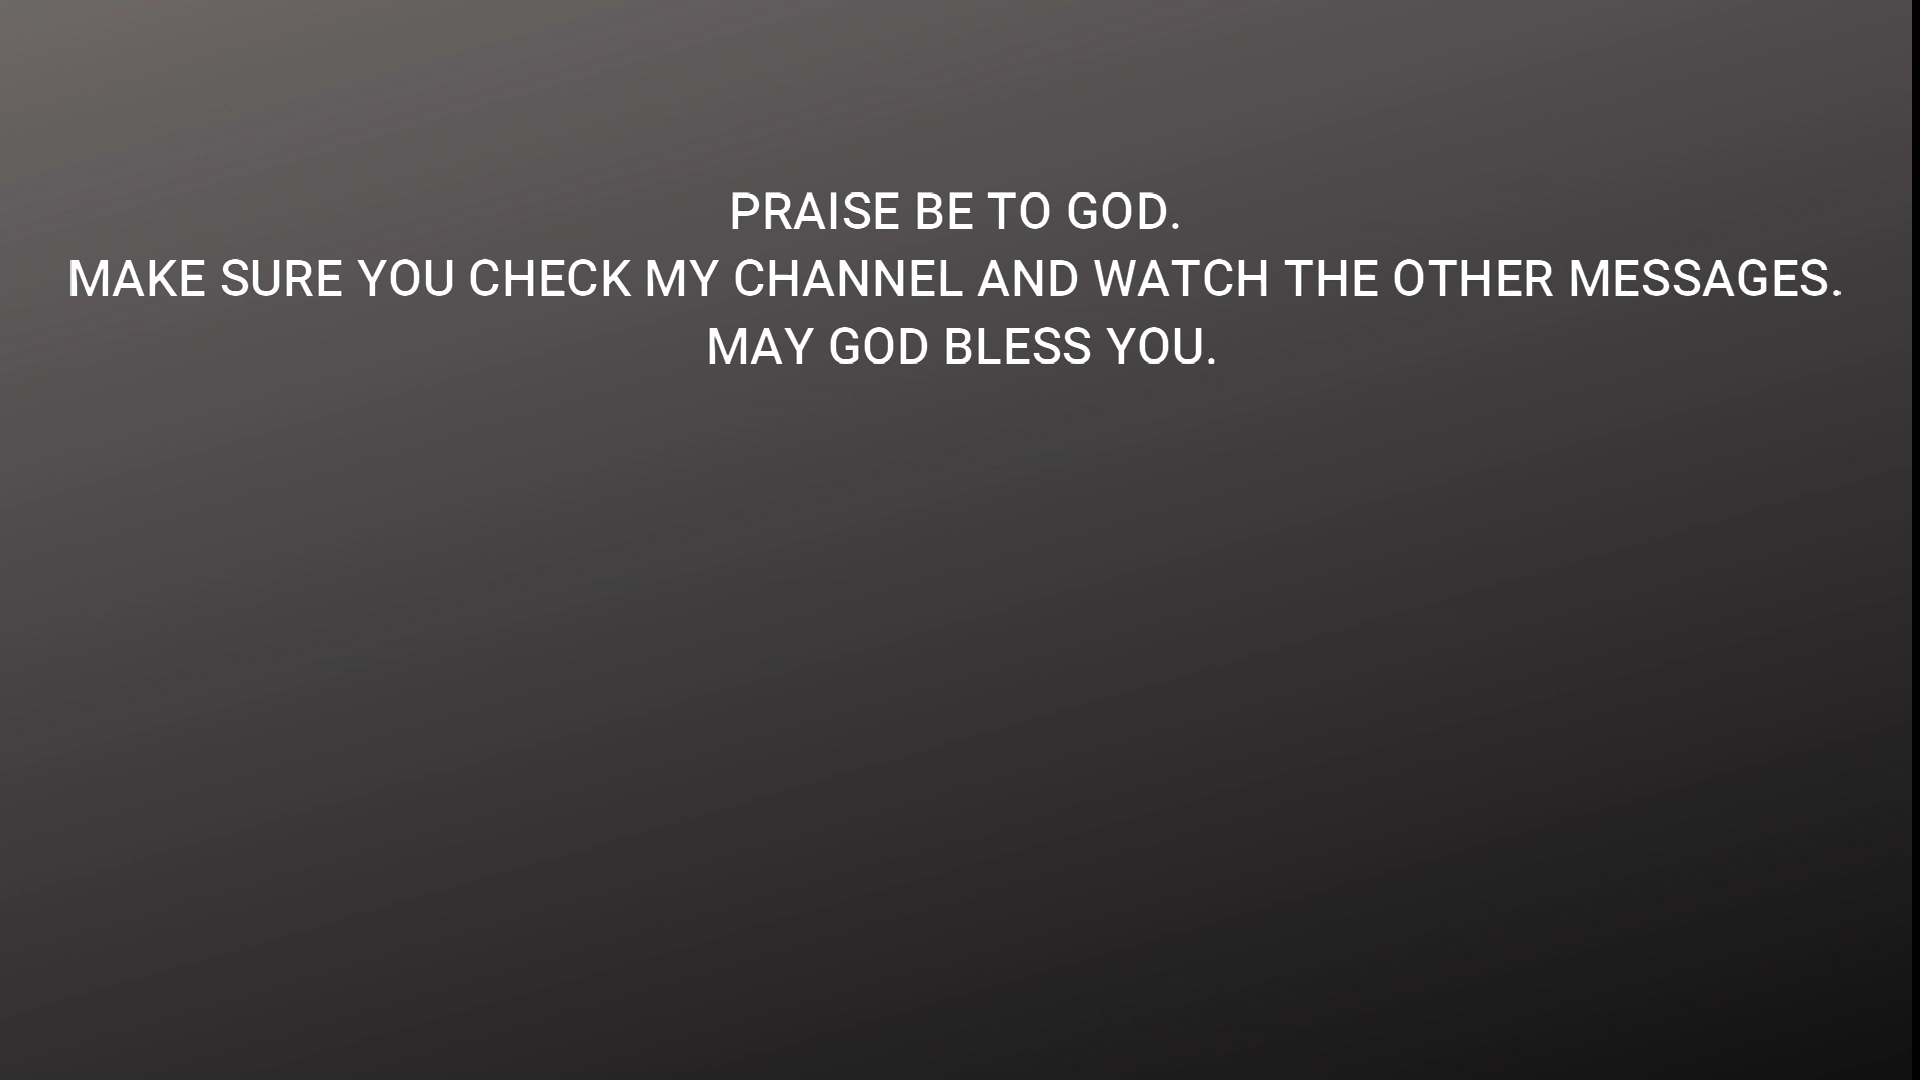 PRAISE BE TO GOD.
MAKE SURE YOU CHECK MY CHANNEL AND WATCH THE OTHER MESSAGES.
MAY GOD BLESS YOU.